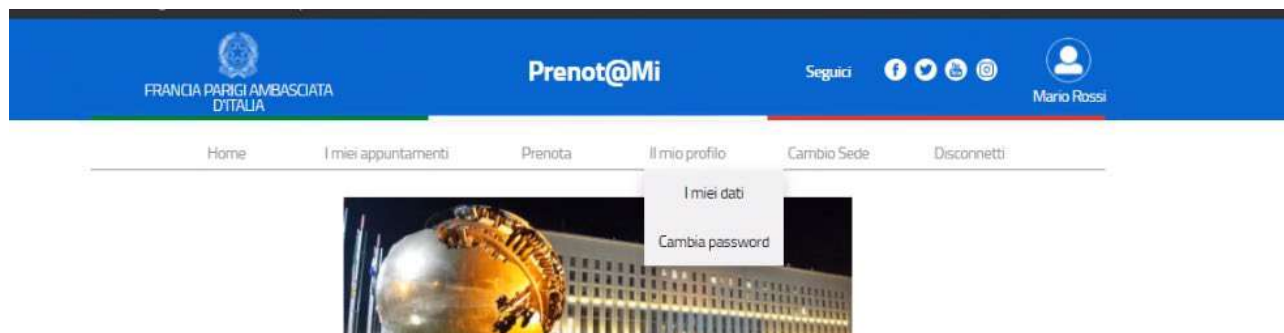 FRANCIA PARIGI AMBASCIATA
D'ITALIA
Prenot@Mi
Seguici
Mario Rossi
Home
I miei appuntamenti
Prenota
Il mio profilo
Cambio Sede
Disconnetti
I miei dati
Cambia password